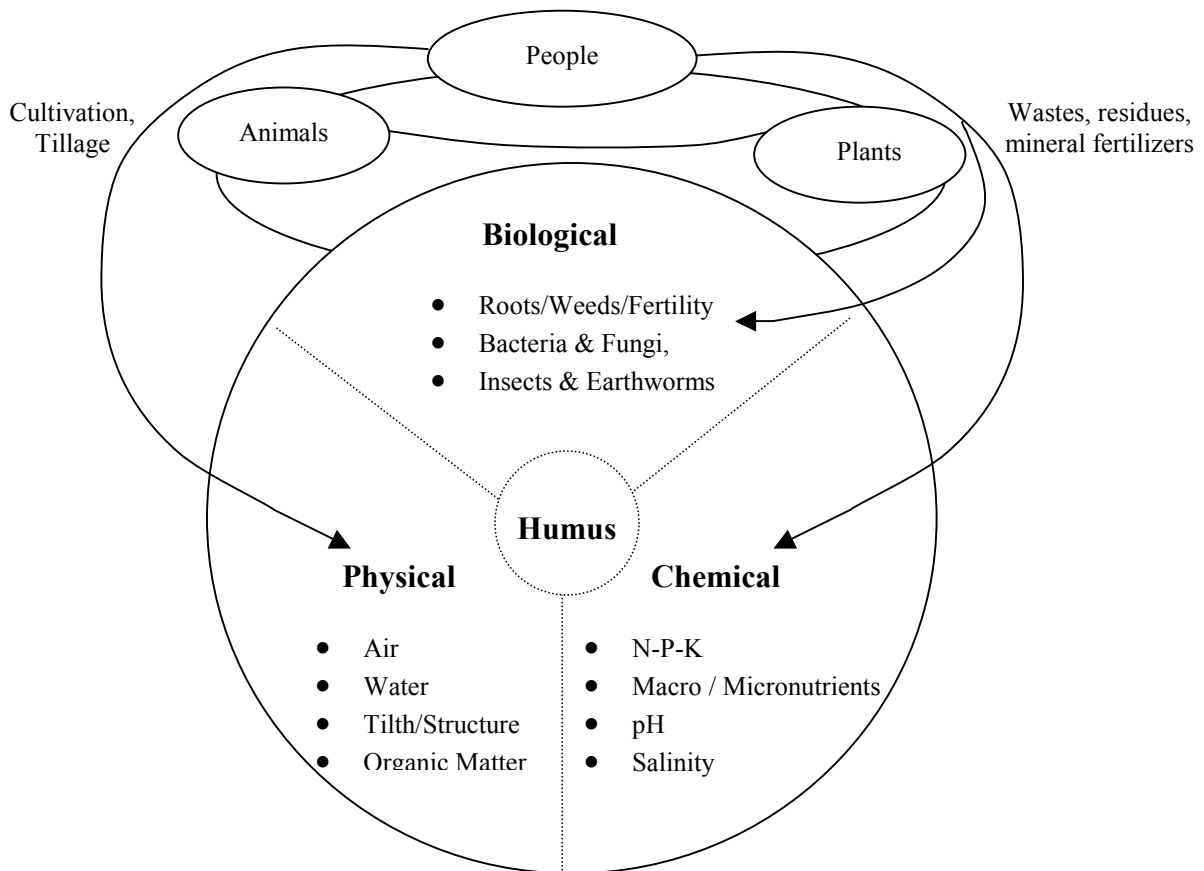 People
Cultivation,
Tillage
Animals
Plants
Wastes, residues,
mineral fertilizers
Biological
● Roots/Weeds/Fertility
● Bacteria & Fungi,
● Insects & Earthworms
Humus
Physical
● Air
● Water
● Tilth/Structure
● Organic Matter
Chemical
● N-P-K
● Macro / Micronutrients
● pH
● Salinity